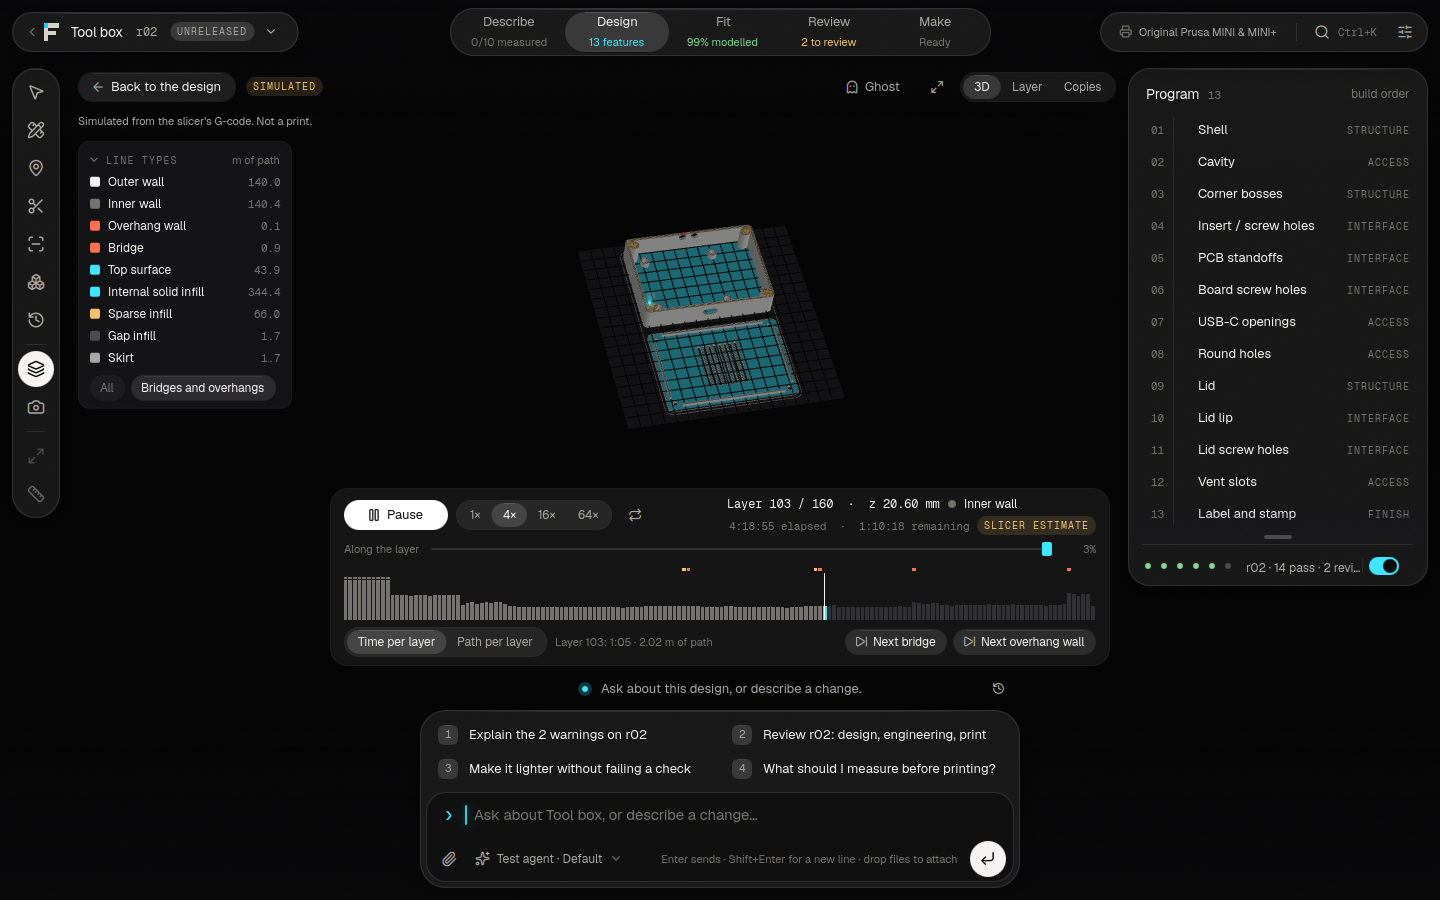 Tool box r02 UNRELEASED
Describe
0/10 measured
Design
13 features
Fit
99% modelled
Review
2 to review
Make
Ready
Original Prusa MINI & MINI+
Ctrl+K
Back to the design
SIMULATED
Ghost
3D Layer Copies
Simulated from the slicer's G-code. Not a print.
LINE TYPES m of path
Outer wall 140.0
Inner wall 140.4
Overhang wall 0.1
Bridge 0.9
Top surface 43.9
Internal solid infill 344.4
Sparse infill 66.0
Gap infill 1.7
Skirt 1.7
All Bridges and overhangs
Program 13 build order
01 Shell STRUCTURE
02 Cavity ACCESS
03 Corner bosses STRUCTURE
04 Insert / screw holes INTERFACE
05 PCB standoffs INTERFACE
06 Board screw holes INTERFACE
07 USB-C openings ACCESS
08 Round holes ACCESS
09 Lid STRUCTURE
10 Lid lip INTERFACE
11 Lid screw holes INTERFACE
12 Vent slots ACCESS
13 Label and stamp FINISH
r02 · 14 pass · 2 revi...
Pause
1× 4× 16× 64×
Layer 103 / 160 · z 20.60 mm Inner wall
4:18:55 elapsed · 1:10:18 remaining SLICER ESTIMATE
Along the layer 3%
Time per layer Path per layer Layer 103: 1:05 · 2.02 m of path
Next bridge Next overhang wall
Ask about this design, or describe a change.
1 Explain the 2 warnings on r02
2 Review r02: design, engineering, print
3 Make it lighter without failing a check
4 What should I measure before printing?
Ask about Tool box, or describe a change...
Test agent · Default
Enter sends · Shift+Enter for a new line · drop files to attach